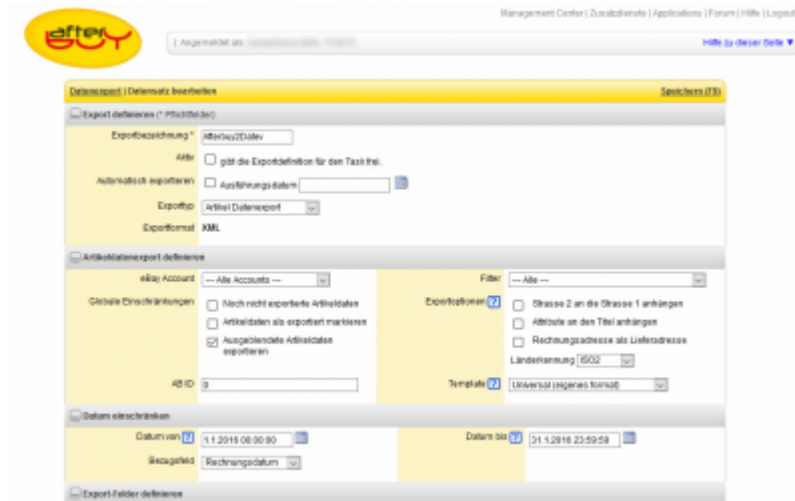 Management Center | Zusatzdienste | Applications | Forum | Hilfe | Logout
after
BUY
| Angemeldet als:
Hilfe zu dieser Seite ▼
Datenexport | Datensatz bearbeiten
Speichern (F9)
Export definieren (* Pflichtfelder)
Exportbezeichnung * Afterbuy2Datev
Aktiv gibt die Exportdefinition für den Task frei.
Automatisch exportieren Ausführungsdatum
Exporttyp Artikel Datenexport
Exportformat XML
Artikeldatenexport definieren
eBay Account --- Alle Accounts ---
Filter --- Alle ---
Globale Einschränkungen
Noch nicht exportierte Artikeldaten
Artikeldaten als exportiert markieren
Ausgeblendete Artikeldaten
exportieren
Exportoptionen ?
Strasse 2 an die Strasse 1 anhängen
Attribute an den Titel anhängen
Rechnungsadresse als Lieferadresse
Länderkennung ISO2
AB ID 0
Template ? Universal (eigenes format)
Datum einschränken
Datum von ? 1.1.2016 00:00:00
Datum bis ? 31.1.2016 23:59:59
Bezugsfeld Rechnungsdatum
Export-Felder definieren